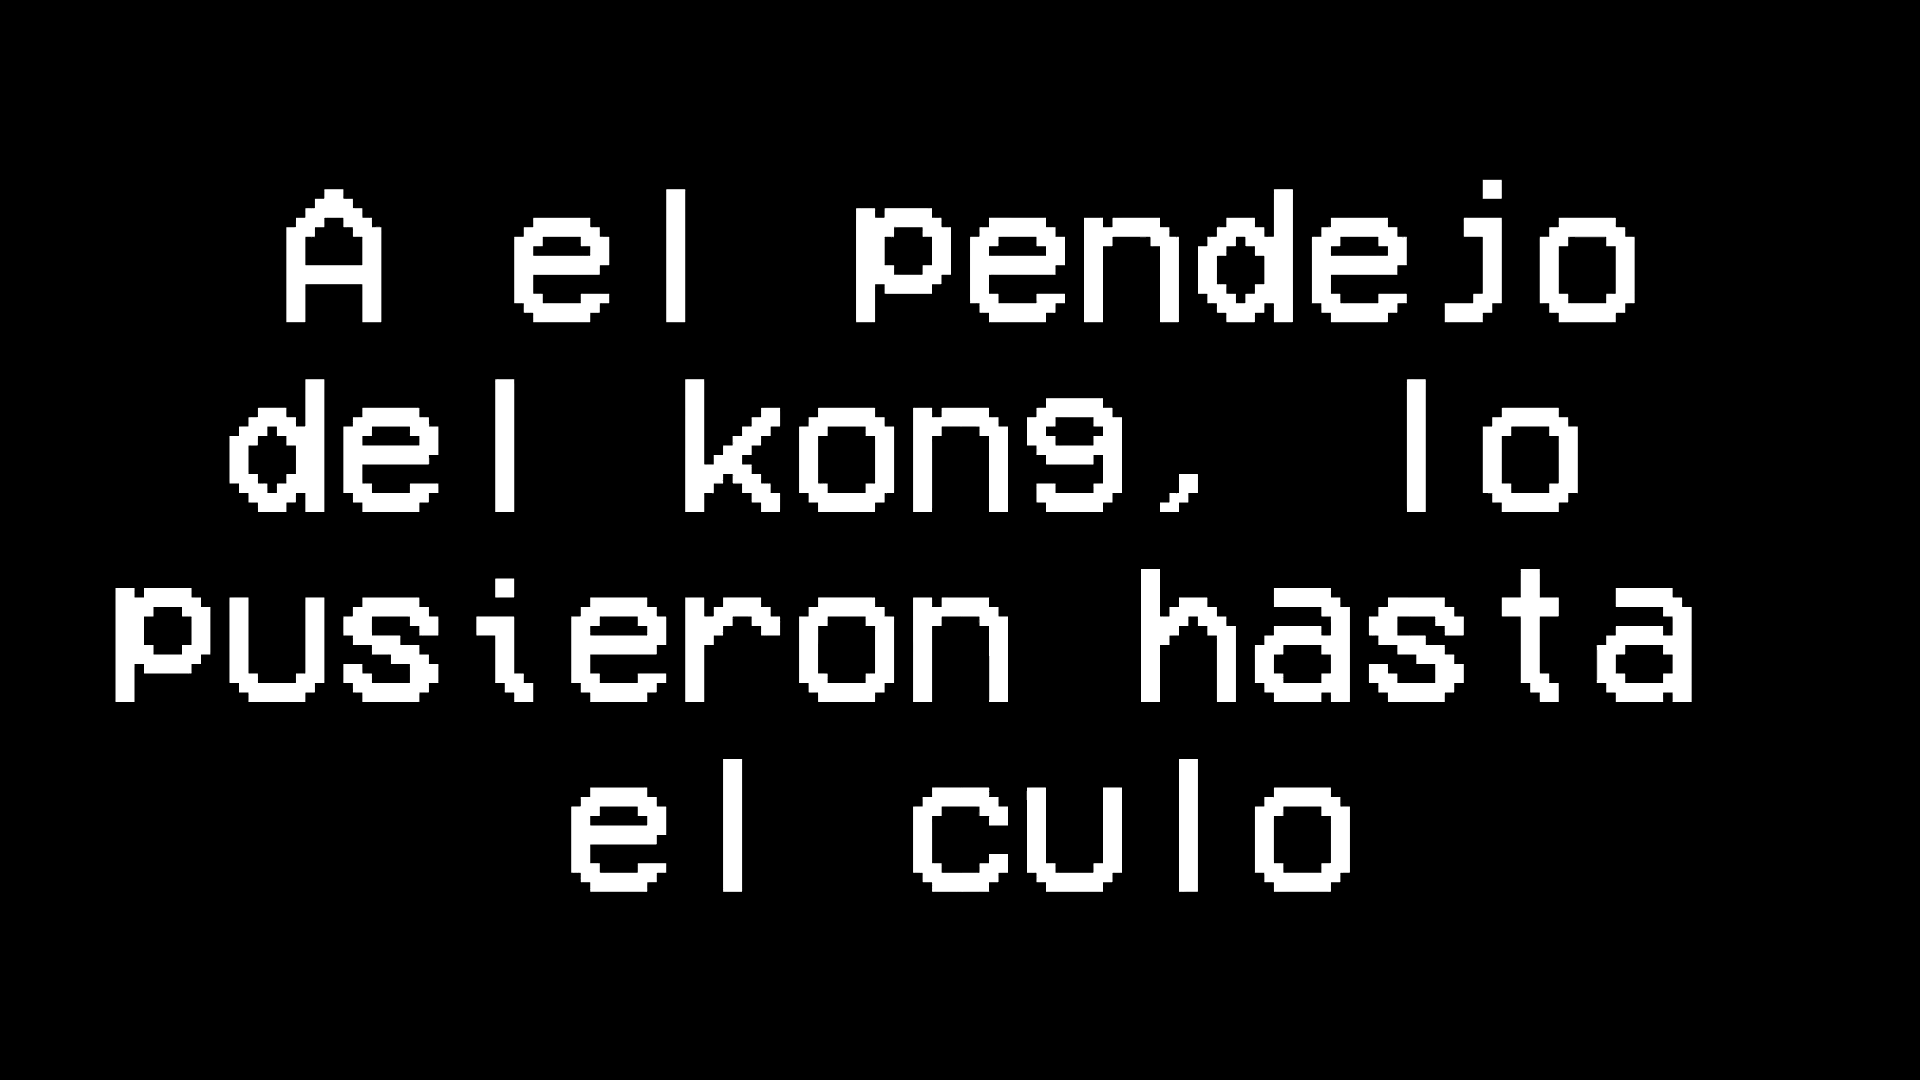 A el pendejo
del kong, lo
pusieron hasta
el culo